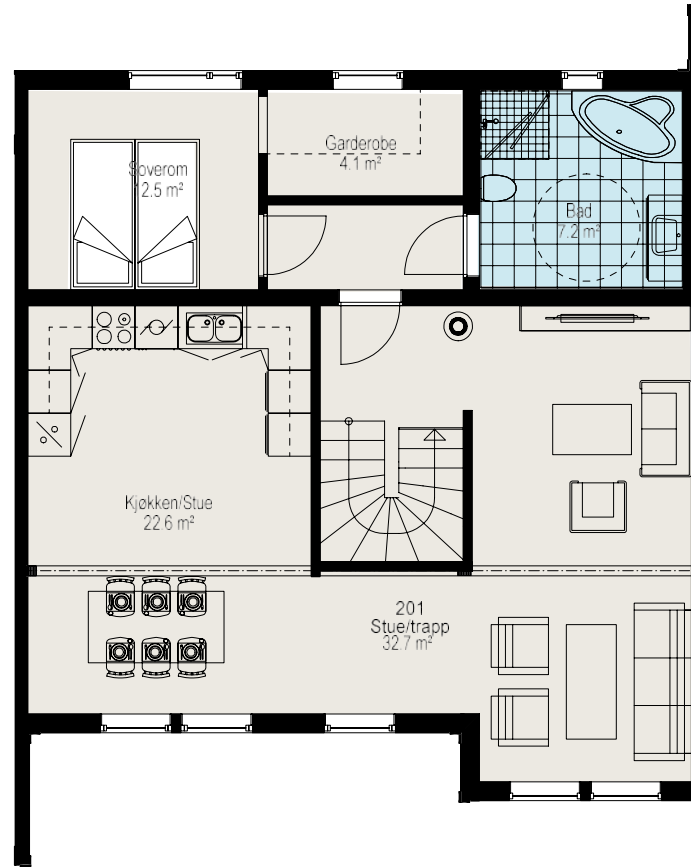 Garderobe
4.1 m²
Soverom
12.5 m²
Bad
7.2 m²
Kjøkken/Stue
22.6 m²
201
Stue/trapp
32.7 m²